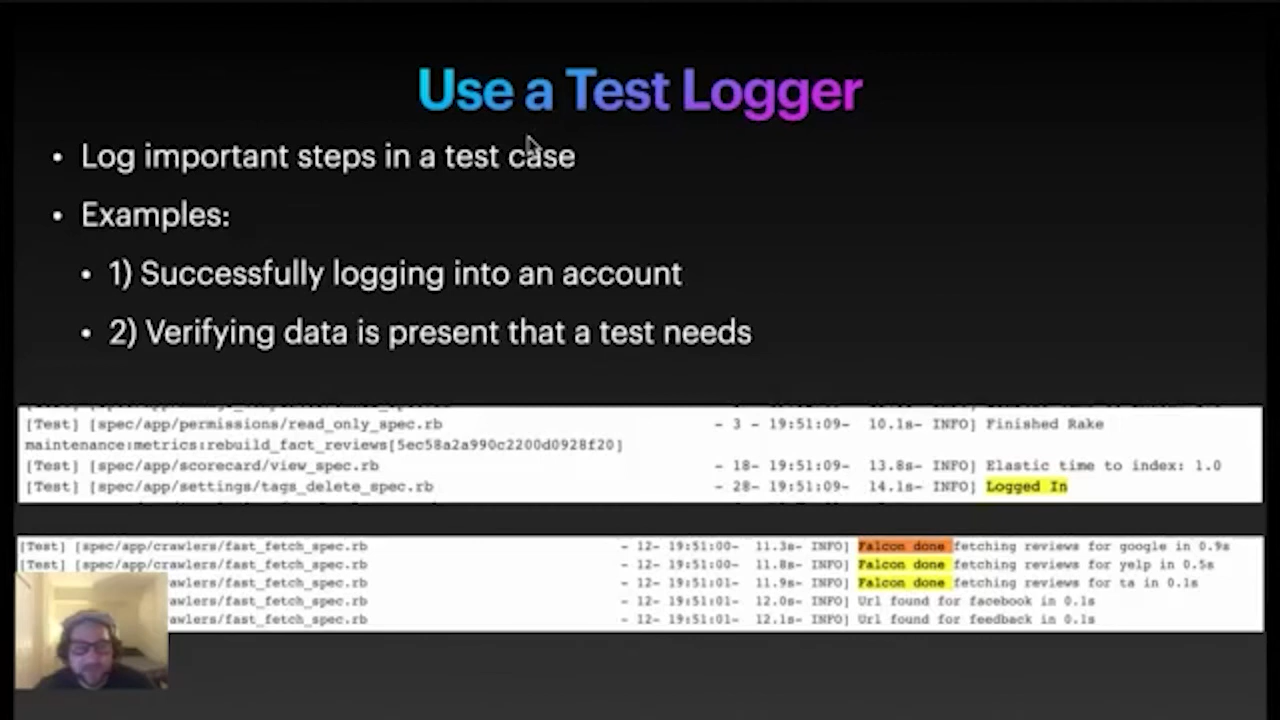 Use a Test Logger
• Log important steps in a test case
• Examples:
• 1) Successfully logging into an account
• 2) Verifying data is present that a test needs
[Test] [spec/app/permissions/read_only_spec.rb - 3 - 19:51:09- 10.1s- INFO] Finished Rake
maintenance:metrics:rebuild_fact_reviews[5ec58a2a990c2200d0928f20]
[Test] [spec/app/scorecard/view_spec.rb - 18- 19:51:09- 13.8s- INFO] Elastic time to index: 1.0
[Test] [spec/app/settings/tags_delete_spec.rb - 28- 19:51:09- 14.1s- INFO] Logged In
[Test] [spec/app/crawlers/fast_fetch_spec.rb - 12- 19:51:00- 11.3s- INFO] Falcon done fetching reviews for google in 0.9s
[Test] [spec/app/crawlers/fast_fetch_spec.rb - 12- 19:51:00- 11.8s- INFO] Falcon done fetching reviews for yelp in 0.5s
awlers/fast_fetch_spec.rb - 12- 19:51:01- 11.9s- INFO] Falcon done fetching reviews for ta in 0.1s
awlers/fast_fetch_spec.rb - 12- 19:51:01- 12.0s- INFO] Url found for facebook in 0.1s
awlers/fast_fetch_spec.rb - 12- 19:51:01- 12.1s- INFO] Url found for feedback in 0.1s